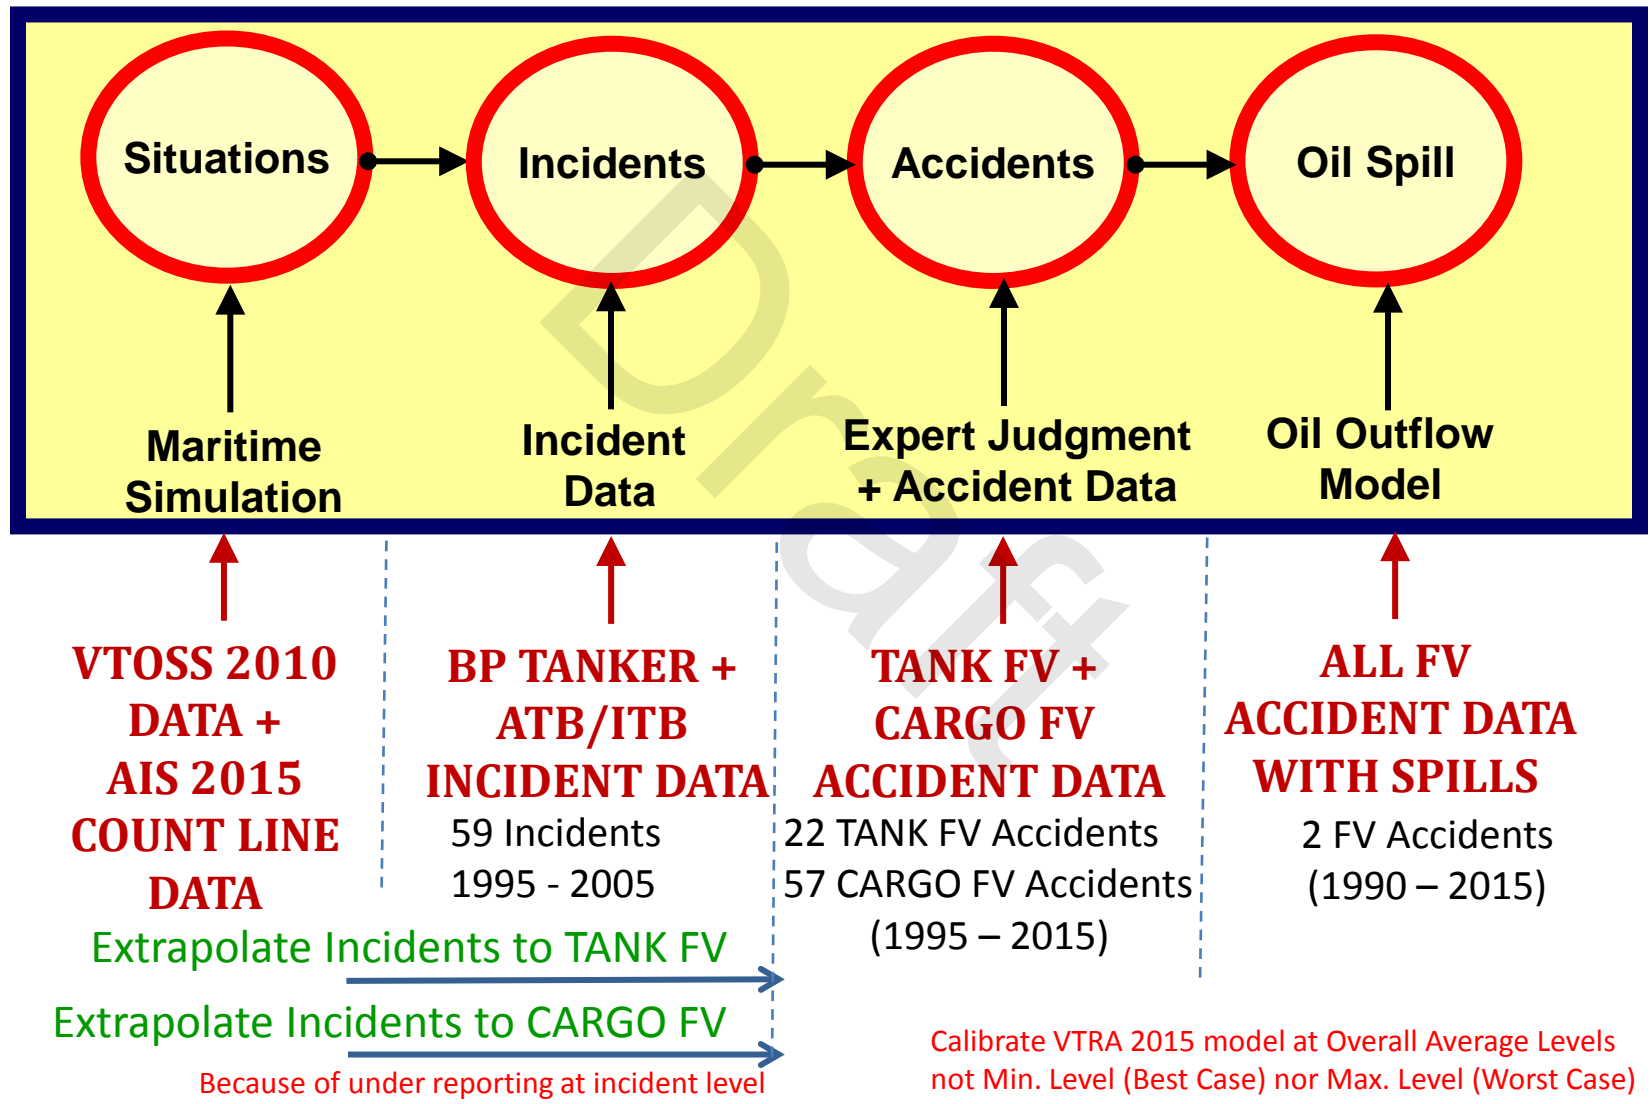 Situations
Incidents
Accidents
Oil Spill
Maritime
Simulation
Incident
Data
Expert Judgment
+ Accident Data
Oil Outflow
Model
Draft
VTOSS 2010
DATA +
AIS 2015
COUNT LINE
DATA
BP TANKER +
ATB/ITB
INCIDENT DATA
59 Incidents
1995 - 2005
TANK FV +
CARGO FV
ACCIDENT DATA
22 TANK FV Accidents
57 CARGO FV Accidents
(1995 – 2015)
ALL FV
ACCIDENT DATA
WITH SPILLS
2 FV Accidents
(1990 – 2015)
Extrapolate Incidents to TANK FV
Extrapolate Incidents to CARGO FV
Because of under reporting at incident level
Calibrate VTRA 2015 model at Overall Average Levels
not Min. Level (Best Case) nor Max. Level (Worst Case)